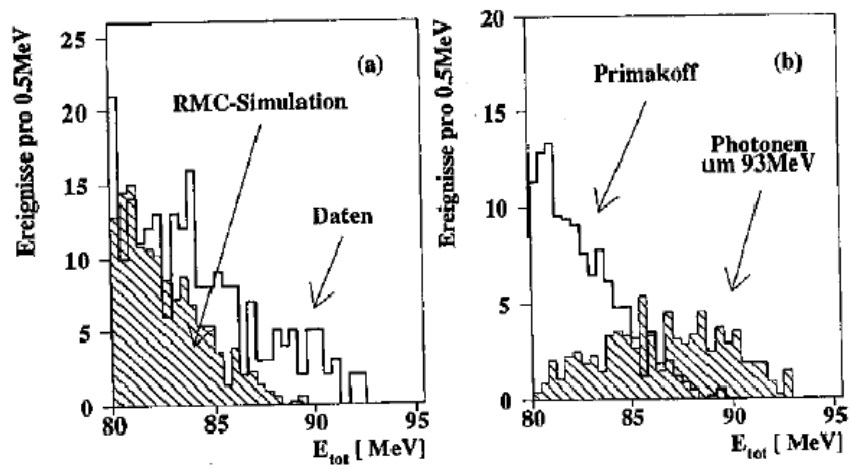 Ereignisse pro 0.5MeV
25
20
15
10
5
0
(a)
RMC-Simulation
Daten
80 85 90 95
E_tot [ MeV]
Ereignisse pro 0.5MeV
20
15
10
5
0
(b)
Primakoff
Photonen
um 93MeV
80 85 90 95
E_tot [ MeV]